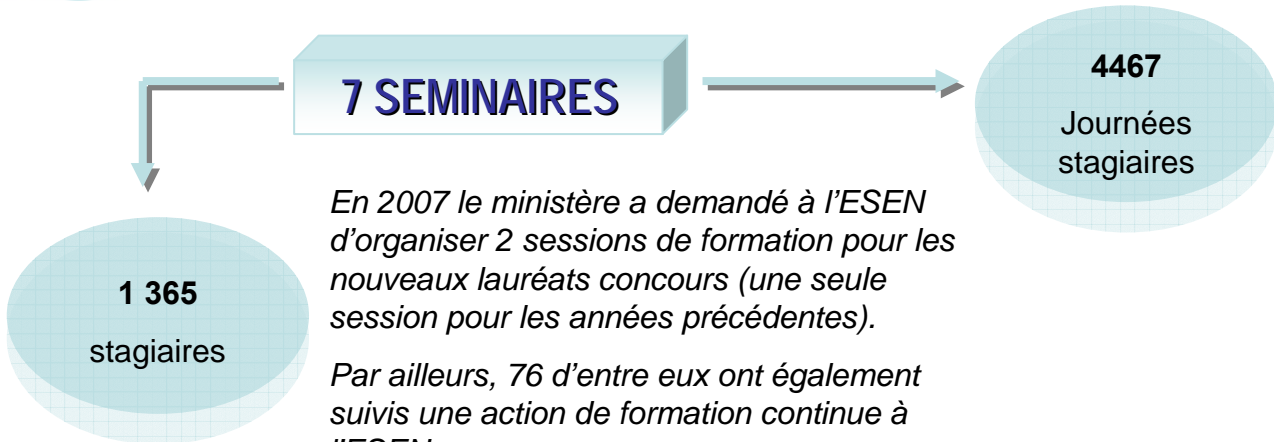 7 SEMINAIRES
4467
Journées
stagiaires
1 365
stagiaires
En 2007 le ministère a demandé à l'ESEN
d'organiser 2 sessions de formation pour les
nouveaux lauréats concours (une seule
session pour les années précédentes).
Par ailleurs, 76 d'entre eux ont également
suivis une action de formation continue à